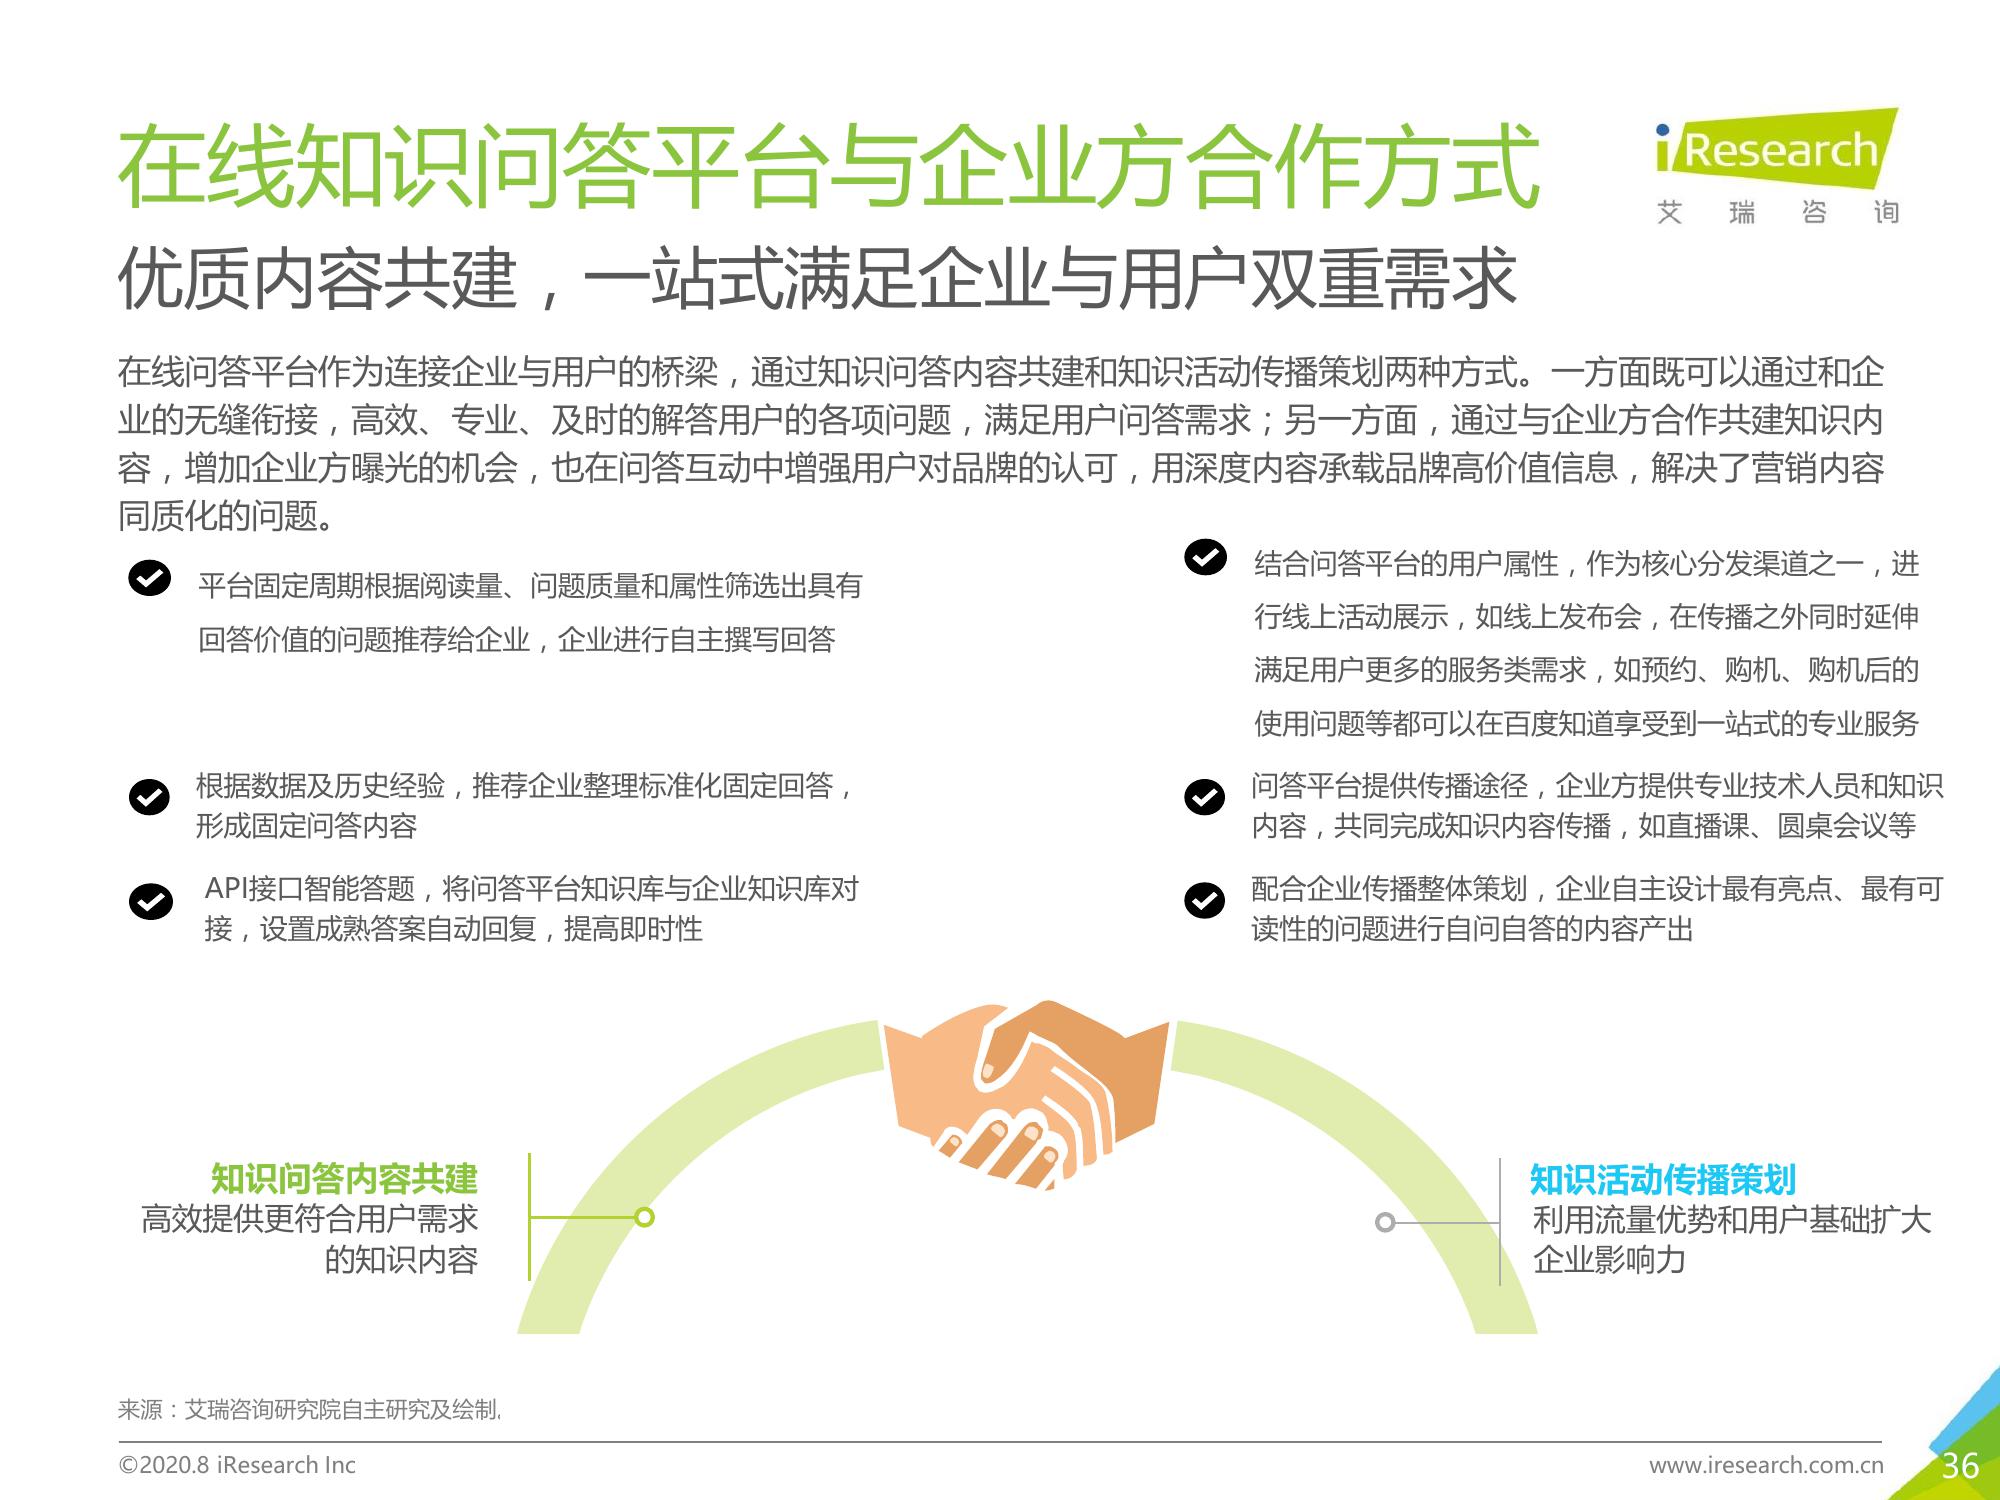 在线知识问答平台与企业方合作方式
iResearch
艾瑞咨询
优质内容共建，一站式满足企业与用户双重需求
在线问答平台作为连接企业与用户的桥梁，通过知识问答内容共建和知识活动传播策划两种方式。一方面既可以通过和企
业的无缝衔接，高效、专业、及时的解答用户的各项问题，满足用户问答需求；另一方面，通过与企业方合作共建知识内
容，增加企业方曝光的机会，也在问答互动中增强用户对品牌的认可，用深度内容承载品牌高价值信息，解决了营销内容
同质化的问题。
平台固定周期根据阅读量、问题质量和属性筛选出具有
回答价值的问题推荐给企业，企业进行自主撰写回答
根据数据及历史经验，推荐企业整理标准化固定回答，
形成固定问答内容
API接口智能答题，将问答平台知识库与企业知识库对
接，设置成熟答案自动回复，提高即时性
结合问答平台的用户属性，作为核心分发渠道之一，进
行线上活动展示，如线上发布会，在传播之外同时延伸
满足用户更多的服务类需求，如预约、购机、购机后的
使用问题等都可以在百度知道享受到一站式的专业服务
问答平台提供传播途径，企业方提供专业技术人员和知识
内容，共同完成知识内容传播，如直播课、圆桌会议等
配合企业传播整体策划，企业自主设计最有亮点、最有可
读性的问题进行自问自答的内容产出
知识问答内容共建
高效提供更符合用户需求
的知识内容
知识活动传播策划
利用流量优势和用户基础扩大
企业影响力
来源：艾瑞咨询研究院自主研究及绘制。
©2020.8 iResearch Inc
www.iresearch.com.cn
36